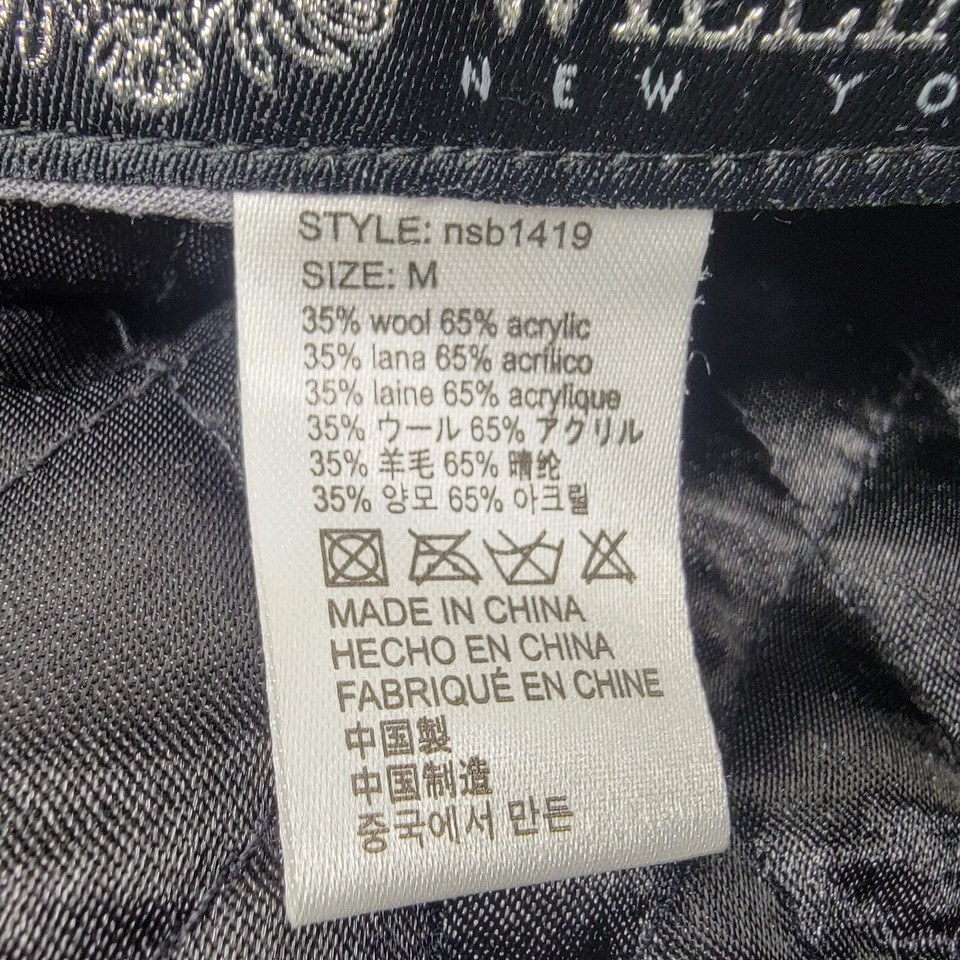 NEW YO
STYLE: nsb1419
SIZE: M
35% wool 65% acrylic
35% lana 65% acrílico
35% laine 65% acrylique
35% ウール 65% アクリル
35% 羊毛 65% 晴纶
35% 양모 65% 아크릴
MADE IN CHINA
HECHO EN CHINA
FABRIQUÉ EN CHINE
中国製
中国制造
중국에서 만든